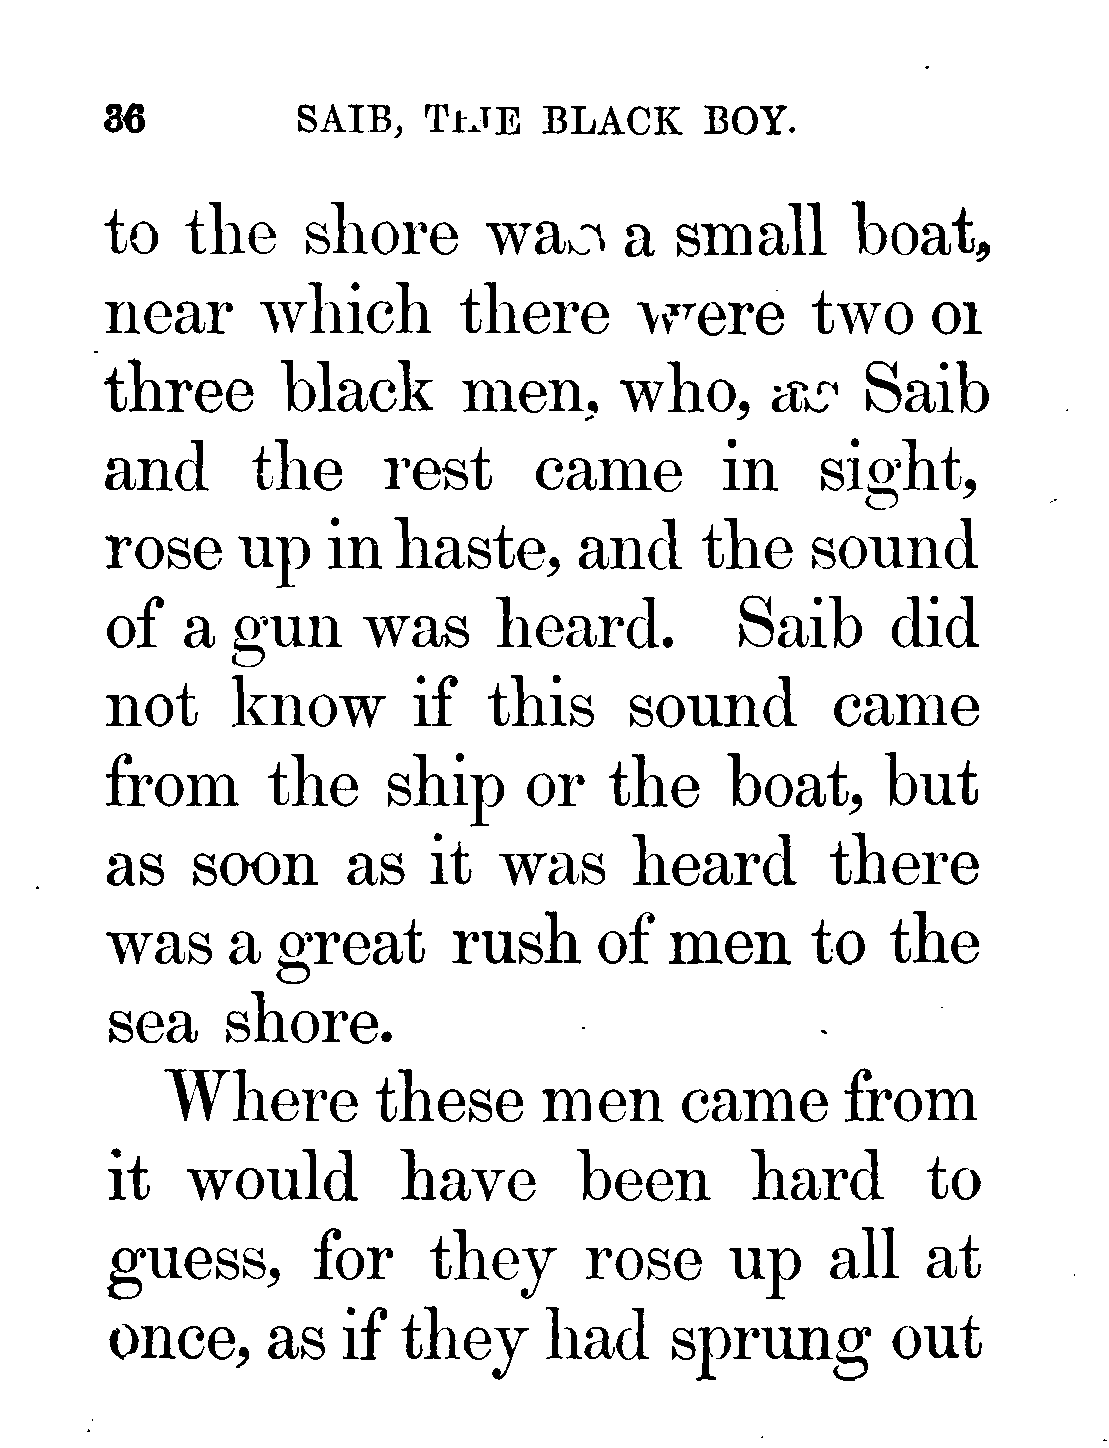 36 SAIB, THE BLACK BOY.
to the shore was a small boat,
near which there were two or
three black men, who, as Saib
and the rest came in sight,
rose up in haste, and the sound
of a gun was heard. Saib did
not know if this sound came
from the ship or the boat, but
as soon as it was heard there
was a great rush of men to the
sea shore.
Where these men came from
it would have been hard to
guess, for they rose up all at
once, as if they had sprung out